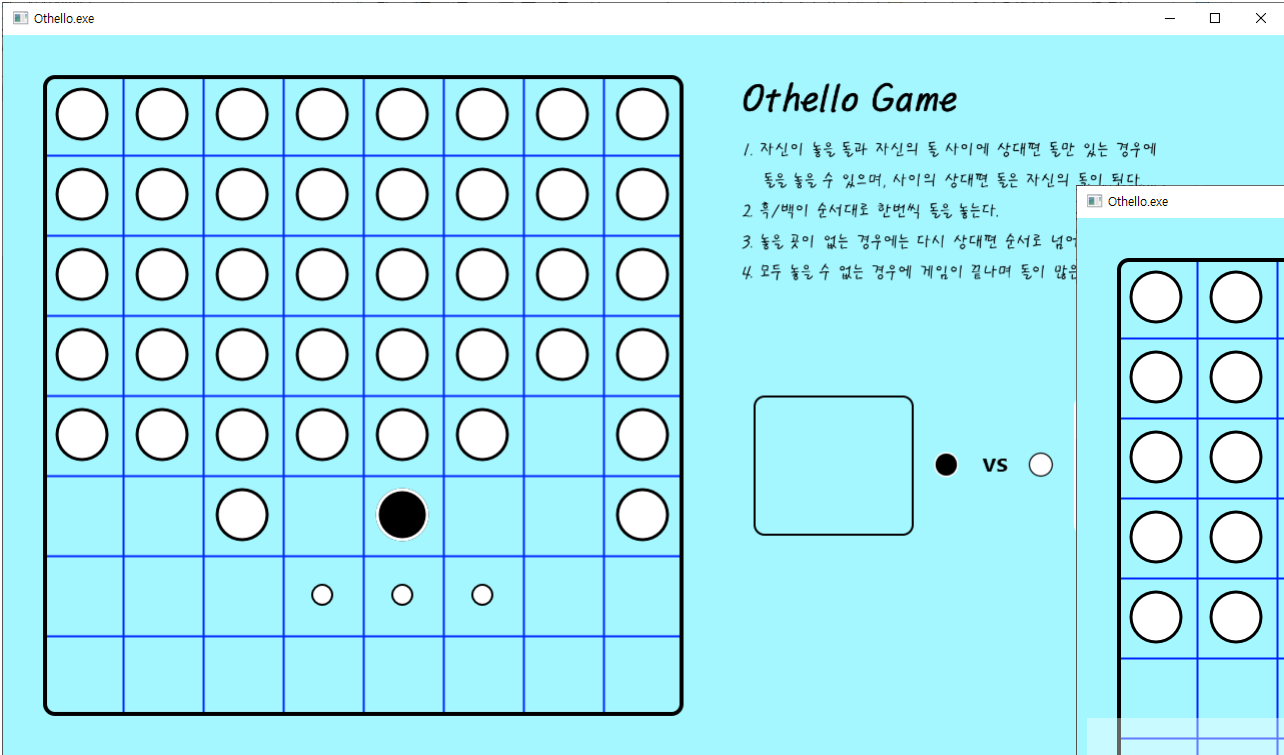 Othello.exe
Othello Game
1. 자신이 놓을 돌과 자신의 돌 사이에 상대편 돌만 있는 경우에
돌을 놓을 수 있으며, 사이의 상대편 돌은 자신의 돌이 된다.
2. 흑/백이 순서대로 한번씩 돌을 놓는다.
3. 놓을 곳이 없는 경우에는 다시 상대편 순서로
4. 모두 놓을 수 없는 경우에 게임이 끝나며 돌이 많은
VS
Othello.exe